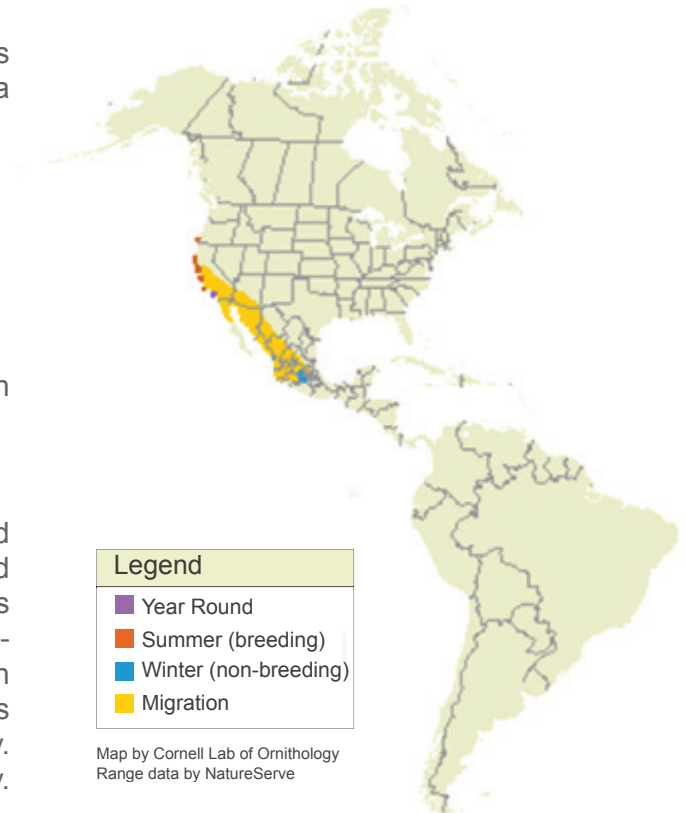 s
a
n
d
d
s
-
n
s
y.
y.
Legend
Year Round
Summer (breeding)
Winter (non-breeding)
Migration
Map by Cornell Lab of Ornithology
Range data by NatureServe